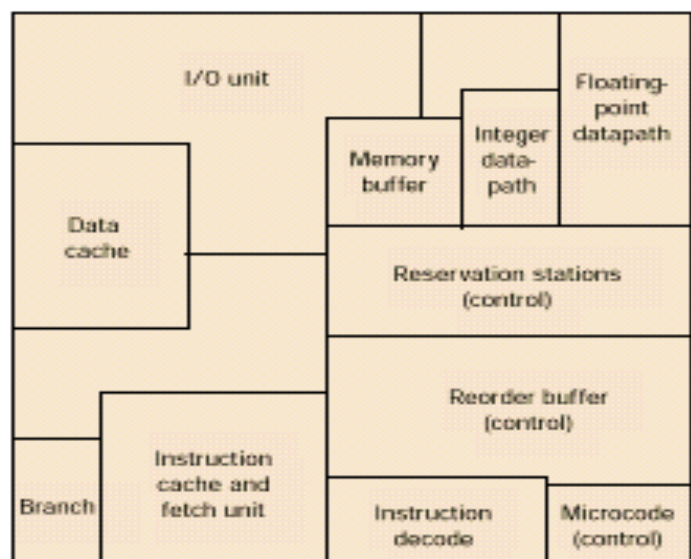 I/O unit
Floating-
point
datapath
Integer
data-
path
Memory
buffer
Data
cache
Reservation stations
(control)
Reorder buffer
(control)
Instruction
cache and
fetch unit
Branch
Instruction
decode
Microcode
(control)